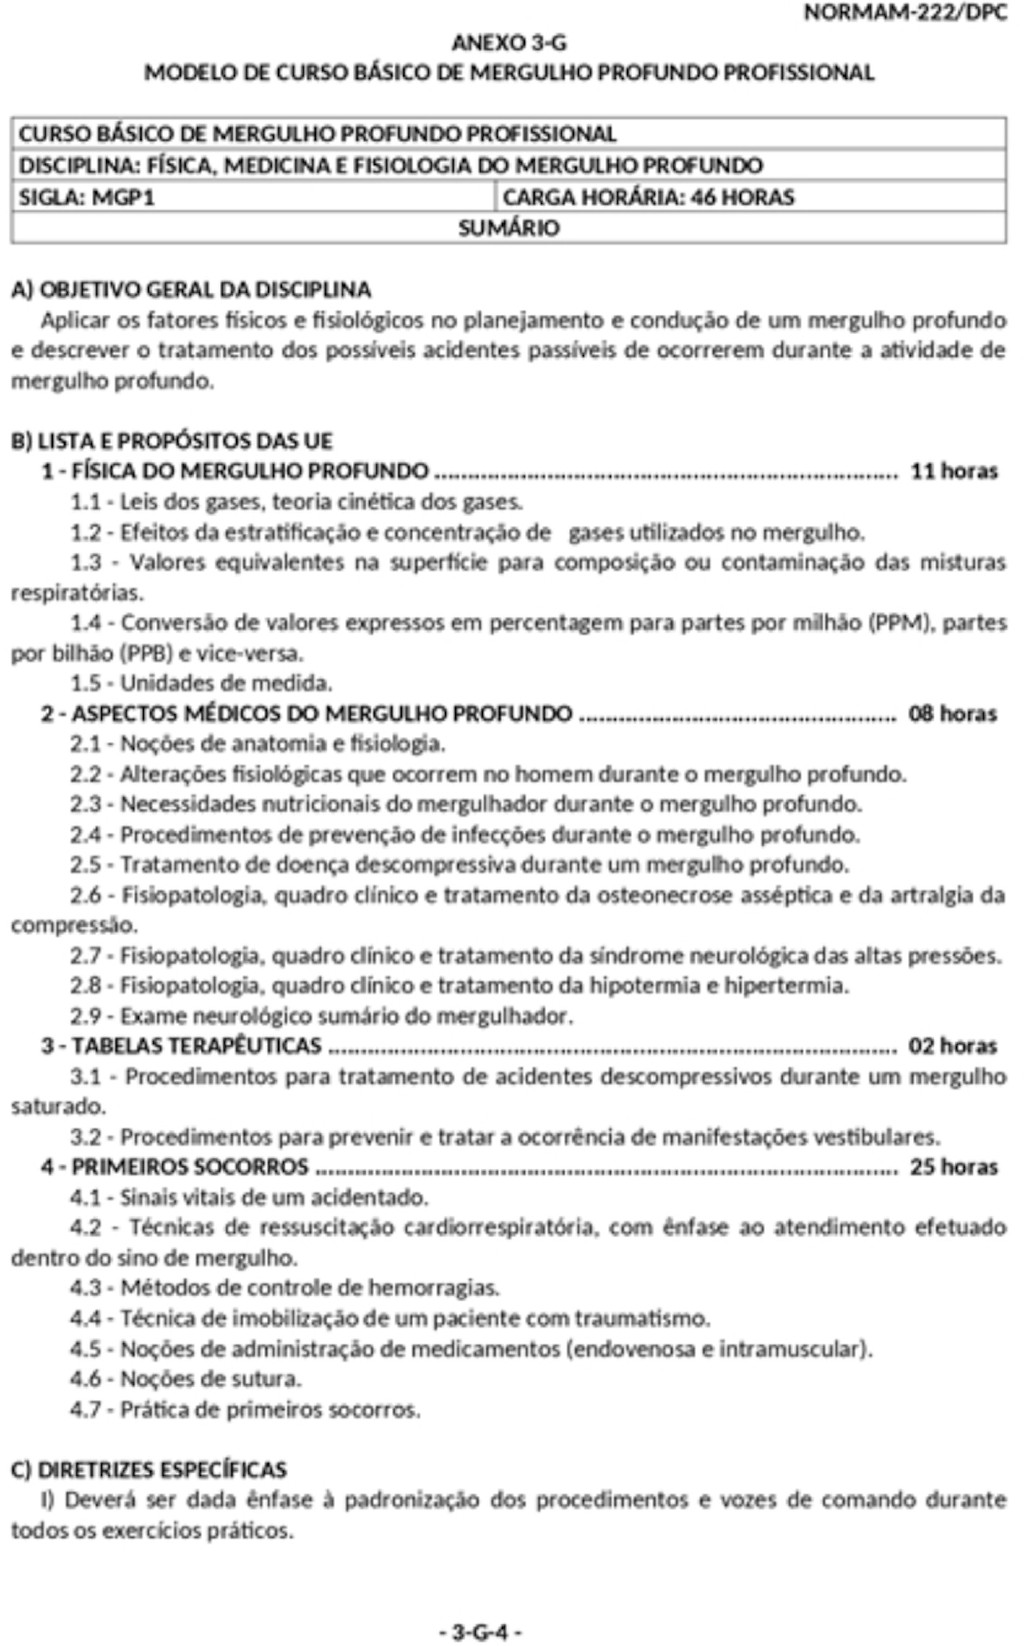 NORMAM-222/DPC
ANEXO 3-G
MODELO DE CURSO BÁSICO DE MERGULHO PROFUNDO PROFISSIONAL
CURSO BÁSICO DE MERGULHO PROFUNDO PROFISSIONAL
DISCIPLINA: FÍSICA, MEDICINA E FISIOLOGIA DO MERGULHO PROFUNDO
SIGLA: MGP1 CARGA HORÁRIA: 46 HORAS
SUMÁRIO
A) OBJETIVO GERAL DA DISCIPLINA
Aplicar os fatores físicos e fisiológicos no planejamento e condução de um mergulho profundo
e descrever o tratamento dos possíveis acidentes passíveis de ocorrerem durante a atividade de
mergulho profundo.
B) LISTA E PROPÓSITOS DAS UE
1 - FÍSICA DO MERGULHO PROFUNDO ........................................................................ 11 horas
1.1 - Leis dos gases, teoria cinética dos gases.
1.2 - Efeitos da estratificação e concentração de gases utilizados no mergulho.
1.3 - Valores equivalentes na superfície para composição ou contaminação das misturas
respiratórias.
1.4 - Conversão de valores expressos em percentagem para partes por milhão (PPM), partes
por bilhão (PPB) e vice-versa.
1.5 - Unidades de medida.
2 - ASPECTOS MÉDICOS DO MERGULHO PROFUNDO ................................................ 08 horas
2.1 - Noções de anatomia e fisiologia.
2.2 - Alterações fisiológicas que ocorrem no homem durante o mergulho profundo.
2.3 - Necessidades nutricionais do mergulhador durante o mergulho profundo.
2.4 - Procedimentos de prevenção de infecções durante o mergulho profundo.
2.5 - Tratamento de doença descompressiva durante um mergulho profundo.
2.6 - Fisiopatologia, quadro clínico e tratamento da osteonecrose asséptica e da artralgia da
compressão.
2.7 - Fisiopatologia, quadro clínico e tratamento da síndrome neurológica das altas pressões.
2.8 - Fisiopatologia, quadro clínico e tratamento da hipotermia e hipertermia.
2.9 - Exame neurológico sumário do mergulhador.
3 - TABELAS TERAPÊUTICAS ...................................................................................... 02 horas
3.1 - Procedimentos para tratamento de acidentes descompressivos durante um mergulho
saturado.
3.2 - Procedimentos para prevenir e tratar a ocorrência de manifestações vestibulares.
4 - PRIMEIROS SOCORROS ........................................................................................ 25 horas
4.1 - Sinais vitais de um acidentado.
4.2 - Técnicas de ressuscitação cardiorrespiratória, com ênfase ao atendimento efetuado
dentro do sino de mergulho.
4.3 - Métodos de controle de hemorragias.
4.4 - Técnica de imobilização de um paciente com traumatismo.
4.5 - Noções de administração de medicamentos (endovenosa e intramuscular).
4.6 - Noções de sutura.
4.7 - Prática de primeiros socorros.
C) DIRETRIZES ESPECÍFICAS
I) Deverá ser dada ênfase à padronização dos procedimentos e vozes de comando durante
todos os exercícios práticos.
- 3-G-4 -